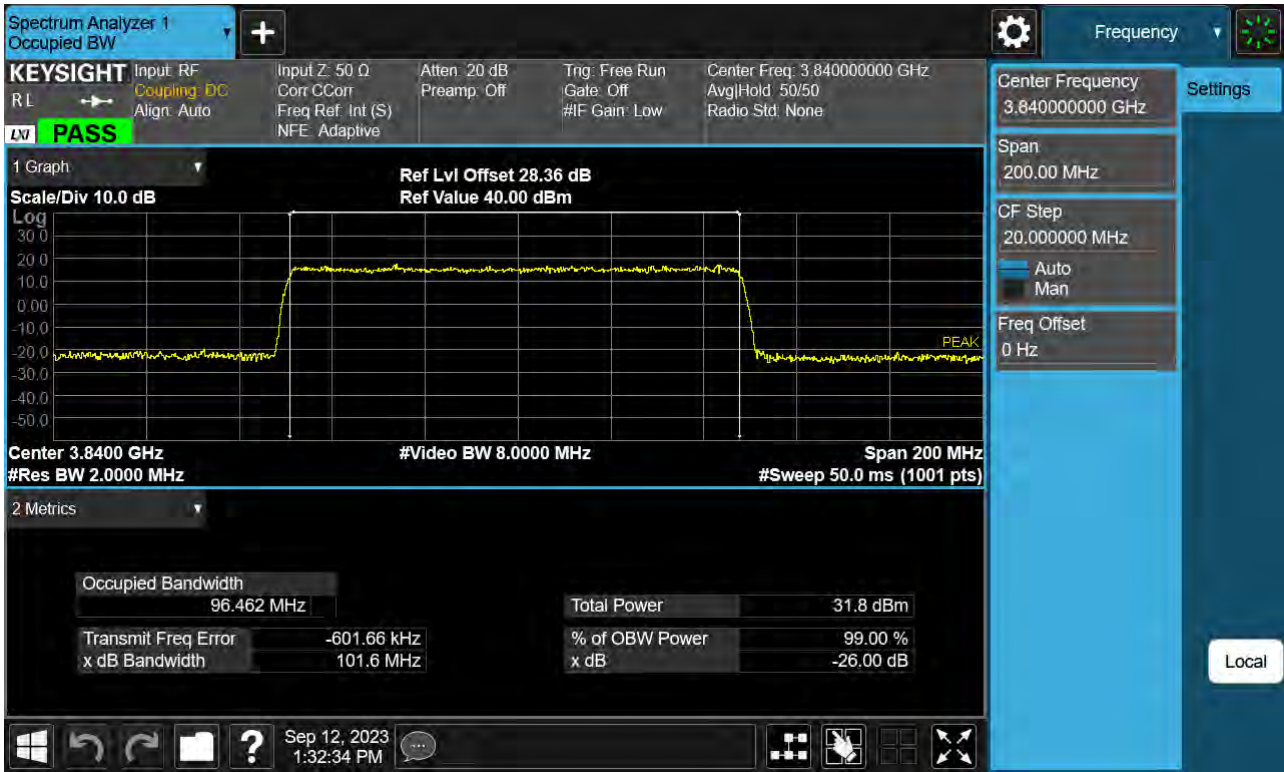 Spectrum Analyzer 1
Occupied BW
+
Frequency
KEYSIGHT
RL
LXI
PASS
Input: RF
Coupling: DC
Align: Auto
Input Z: 50 Ω
Corr CCorr
Freq Ref: Int (S)
NFE: Adaptive
Atten: 20 dB
Preamp: Off
Trig: Free Run
Gate: Off
#IF Gain: Low
Center Freq: 3.840000000 GHz
Avg|Hold: 50/50
Radio Std: None
1 Graph
Scale/Div 10.0 dB
Ref Lvl Offset 28.36 dB
Ref Value 40.00 dBm
Log
30.0
20.0
10.0
0.00
-10.0
-20.0
-30.0
-40.0
-50.0
PEAK
Center 3.8400 GHz
#Video BW 8.0000 MHz
Span 200 MHz
#Res BW 2.0000 MHz
#Sweep 50.0 ms (1001 pts)
2 Metrics
Occupied Bandwidth
96.462 MHz
Total Power 31.8 dBm
Transmit Freq Error -601.66 kHz
% of OBW Power 99.00 %
x dB Bandwidth 101.6 MHz
x dB -26.00 dB
Center Frequency
3.840000000 GHz
Settings
Span
200.00 MHz
CF Step
20.000000 MHz
Auto
Man
Freq Offset
0 Hz
Local
?
Sep 12, 2023
1:32:34 PM